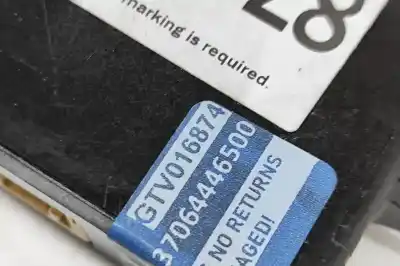 28
marking is required.
GTV016874
37064446500
NO RETURNS
AGED!